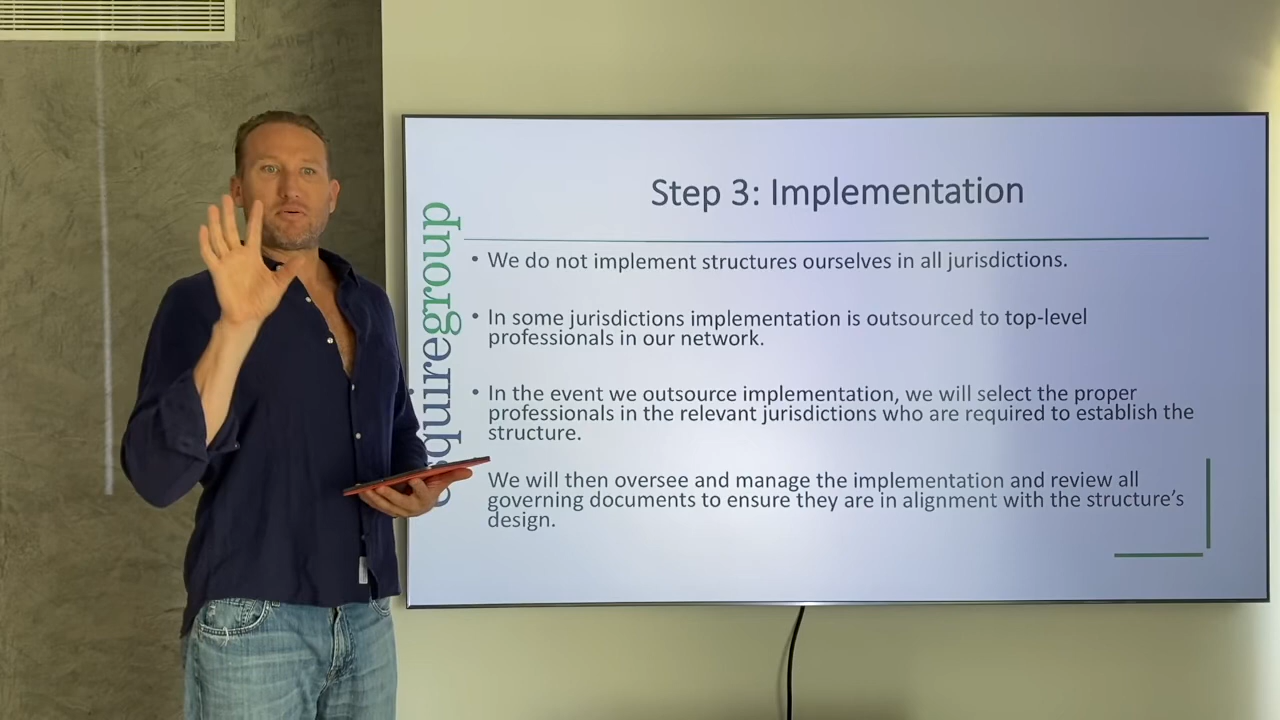 Step 3: Implementation
• We do not implement structures ourselves in all jurisdictions.
• In some jurisdictions implementation is outsourced to top-level
professionals in our network.
• In the event we outsource implementation, we will select the proper
professionals in the relevant jurisdictions who are required to establish the
structure.
We will then oversee and manage the implementation and review all
governing documents to ensure they are in alignment with the structure’s
design.